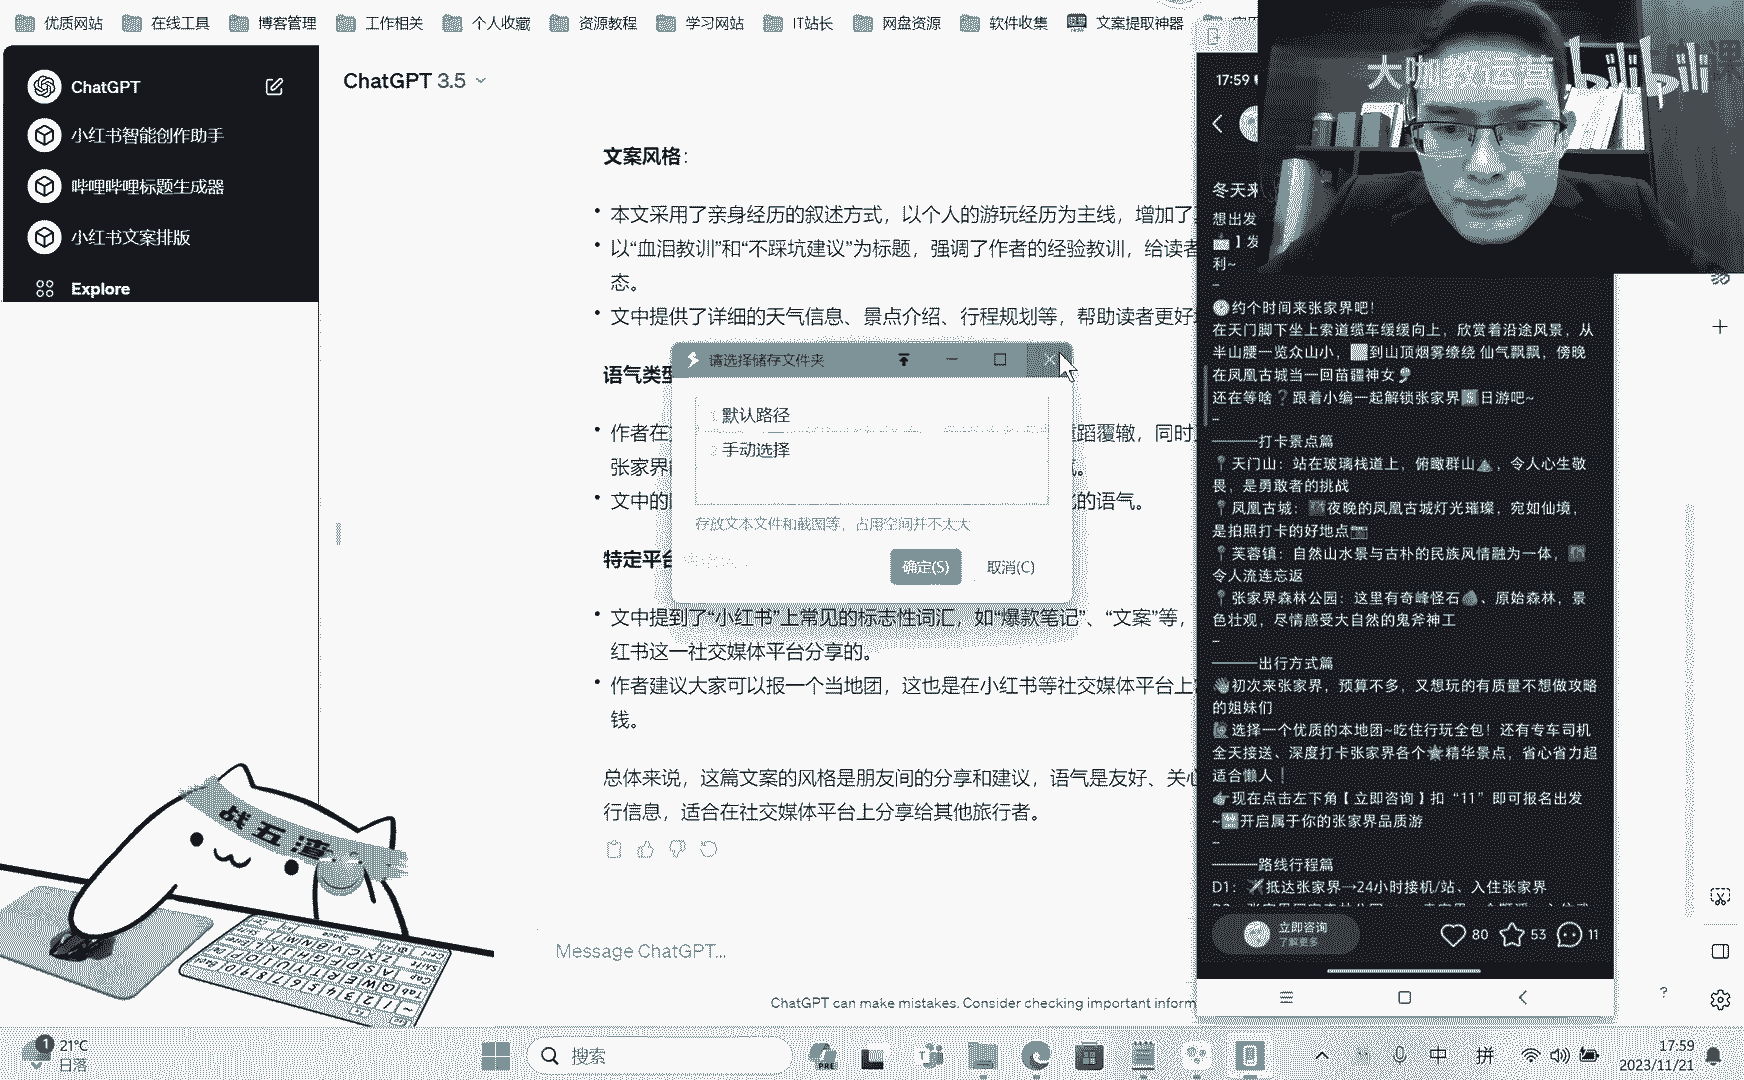 优质网站
在线工具
博客管理
工作相关
个人收藏
资源教程
学习网站
IT站长
网盘资源
软件收集
文案提取神器
ChatGPT
小红书智能创作助手
哔哩哔哩标题生成器
小红书文案排版
Explore
ChatGPT 3.5
文案风格:
本文采用了亲身经历的叙述方式，以个人的游玩经历为主线，增加了
以“血泪教训”和“不踩坑建议”为标题，强调了作者的经验教训，给读者
态。
文中提供了详细的天气信息、景点介绍、行程规划等，帮助读者更好
语气类型
作者在
蹈覆辙，同时
张家界
文中的
的语气。
特定平台
文中提到了“小红书”上常见的标志性词汇，如“爆款笔记”、“文案”等，
红书这一社交媒体平台分享的。
作者建议大家可以报一个当地团，这也是在小红书等社交媒体平台上
钱。
总体来说，这篇文案的风格是朋友间的分享和建议，语气是友好、关心
行信息，适合在社交媒体平台上分享给其他旅行者。
Message ChatGPT...
ChatGPT can make mistakes. Consider checking important inform
请选择储存文件夹
默认路径
手动选择
存放文本文件和截图等，占用空间并不太大
确定(S)
取消(C)
大咖教运营
bilibili
课
17:59
冬天来
想出发
】发
利~
约个时间来张家界吧!
在天门脚下坐上索道缆车缓缓向上，欣赏着沿途风景，从
半山腰一览众山小，到山顶烟雾缭绕 仙气飘飘，傍晚
在凤凰古城当一回苗疆神女
还在等啥？跟着小编一起解锁张家界5日游吧~
———打卡景点篇
天门山：站在玻璃栈道上，俯瞰群山，令人心生敬
畏，是勇敢者的挑战
凤凰古城：夜晚的凤凰古城灯光璀璨，宛如仙境，
是拍照打卡的好地点
芙蓉镇：自然山水景与古朴的民族风情融为一体，
令人流连忘返
张家界森林公园：这里有奇峰怪石、原始森林，景
色壮观，尽情感受大自然的鬼斧神工
———出行方式篇
初次来张家界，预算不多，又想玩的有质量不想做攻略
的姐妹们
选择一个优质的本地团~吃住行玩全包！还有专车司机
全天接送、深度打卡张家界各个精华景点，省心省力超
适合懒人
现在点击左下角【立即咨询】扣“11”即可报名出发
~开启属于你的张家界品质游
———路线行程篇
D1：抵达张家界→24小时接机/站、入住张家界
立即咨询
了解更多
80
53
11
战五渣
21°C
日落
1
搜索
PRE
中
拼
17:59
2023/11/21